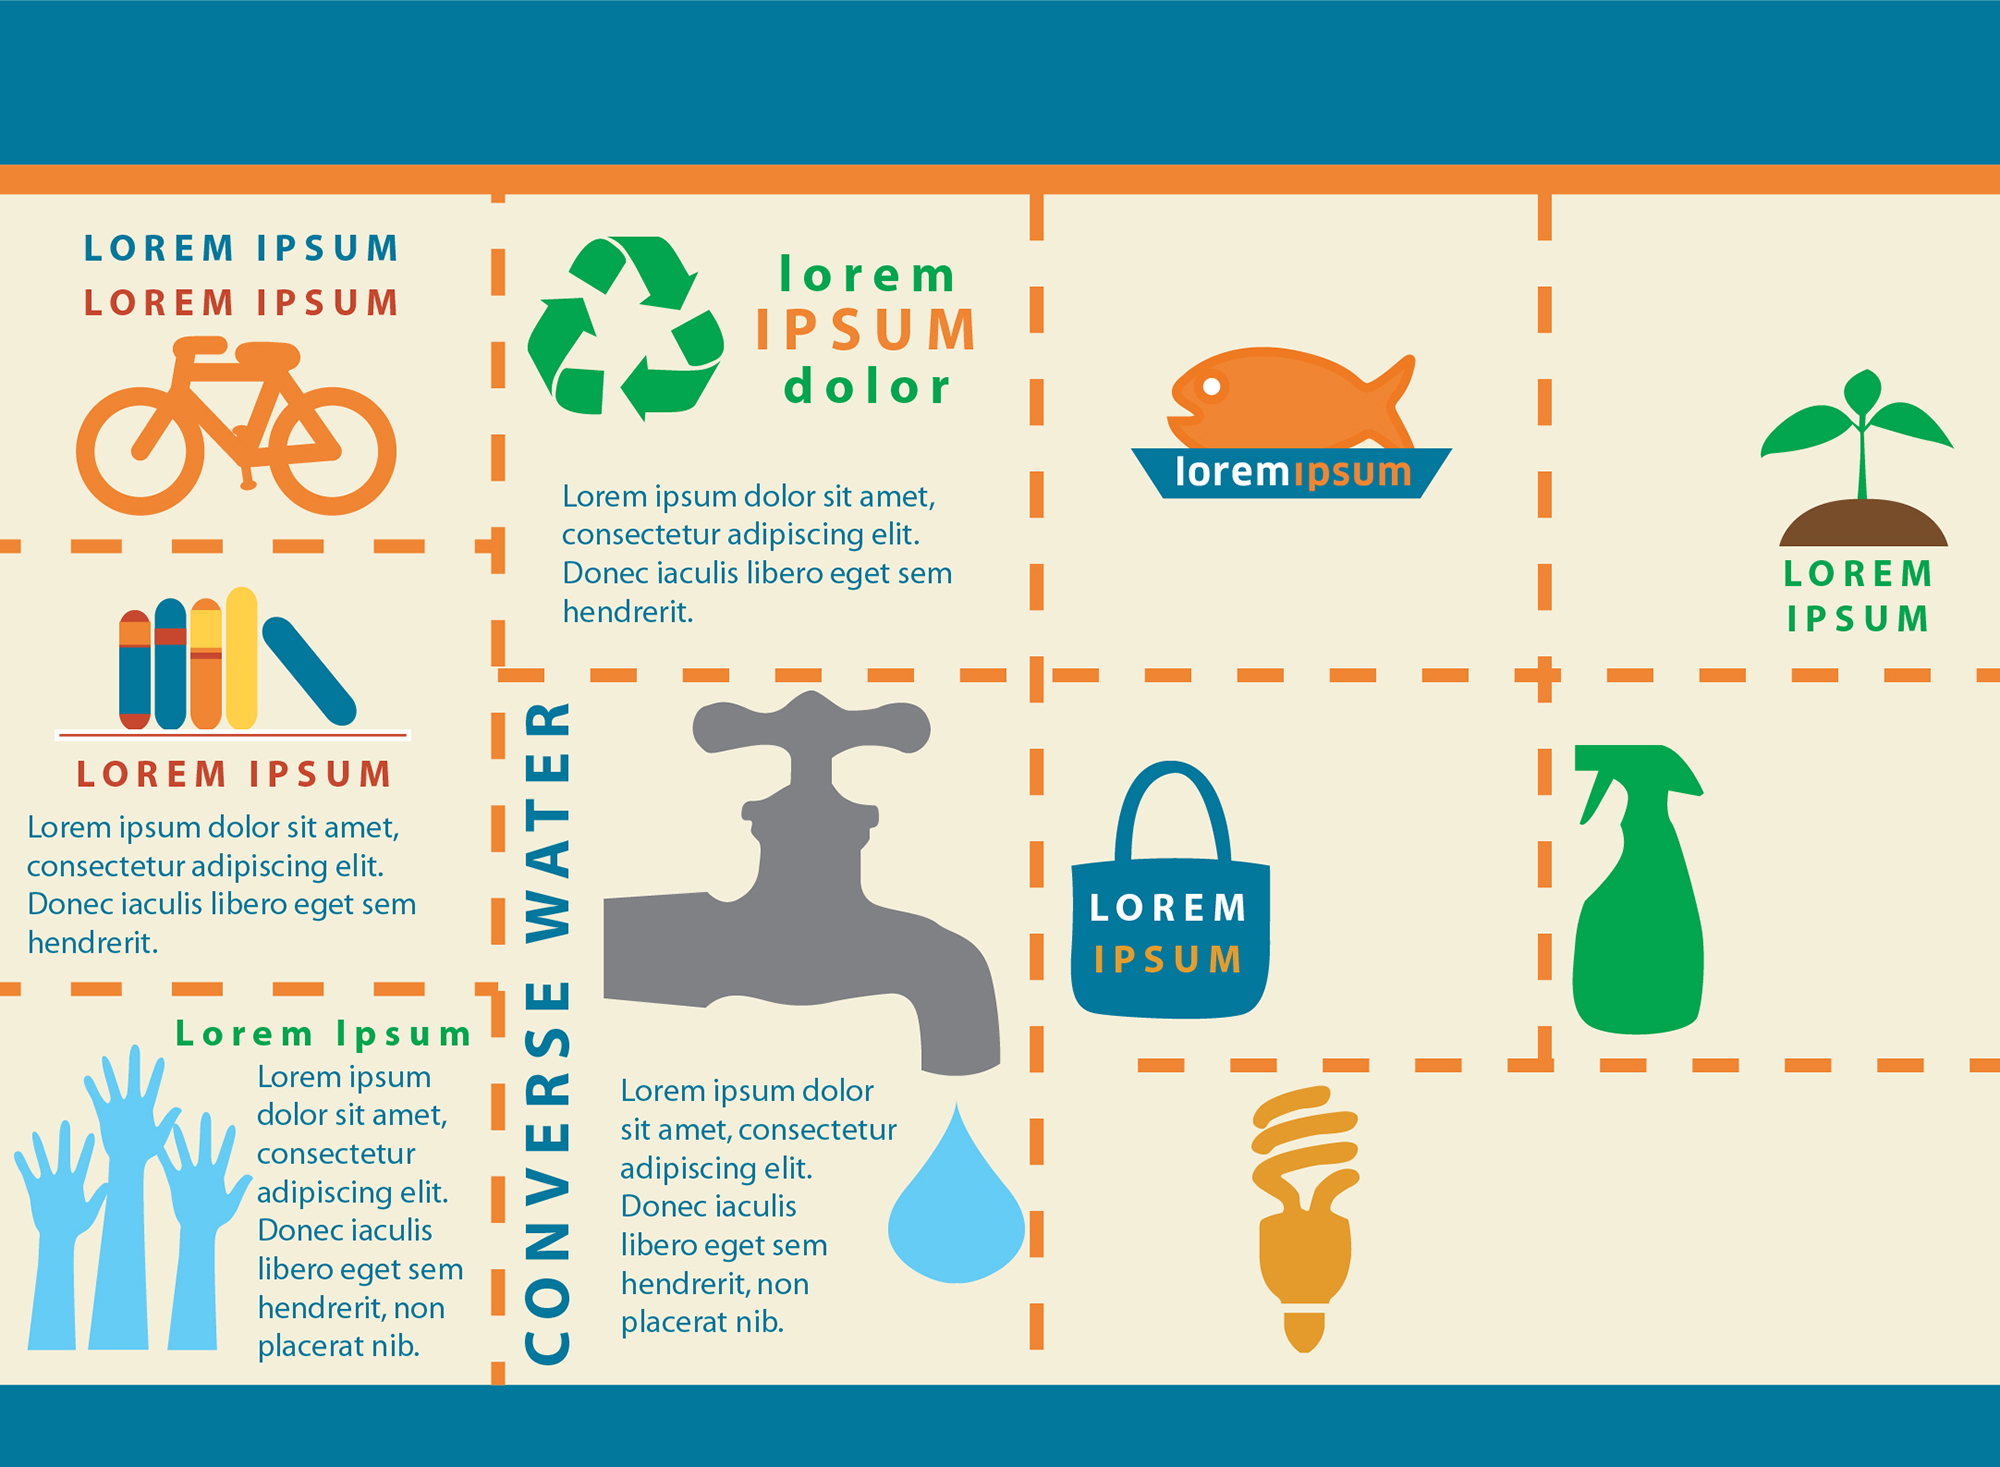 LOREM IPSUM
LOREM IPSUM
LOREM IPSUM
Lorem ipsum dolor sit amet,
consectetur adipiscing elit.
Donec iaculis libero eget sem
hendrerit.
Lorem Ipsum
Lorem ipsum
dolor sit amet,
consectetur
adipiscing elit.
Donec iaculis
libero eget sem
hendrerit, non
placerat nib.
lorem
IPSUM
dolor
Lorem ipsum dolor sit amet,
consectetur adipiscing elit.
Donec iaculis libero eget sem
hendrerit.
CONVERSE WATER
Lorem ipsum dolor
sit amet, consectetur
adipiscing elit.
Donec iaculis
libero eget sem
hendrerit, non
placerat nib.
loremipsum
LOREM
IPSUM
LOREM
IPSUM